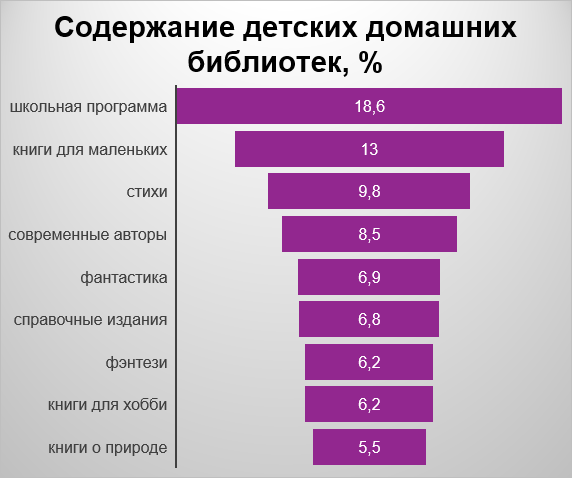 Содержание детских домашних
библиотек, %
школьная программа 18,6
книги для маленьких 13
стихи 9,8
современные авторы 8,5
фантастика 6,9
справочные издания 6,8
фэнтези 6,2
книги для хобби 6,2
книги о природе 5,5